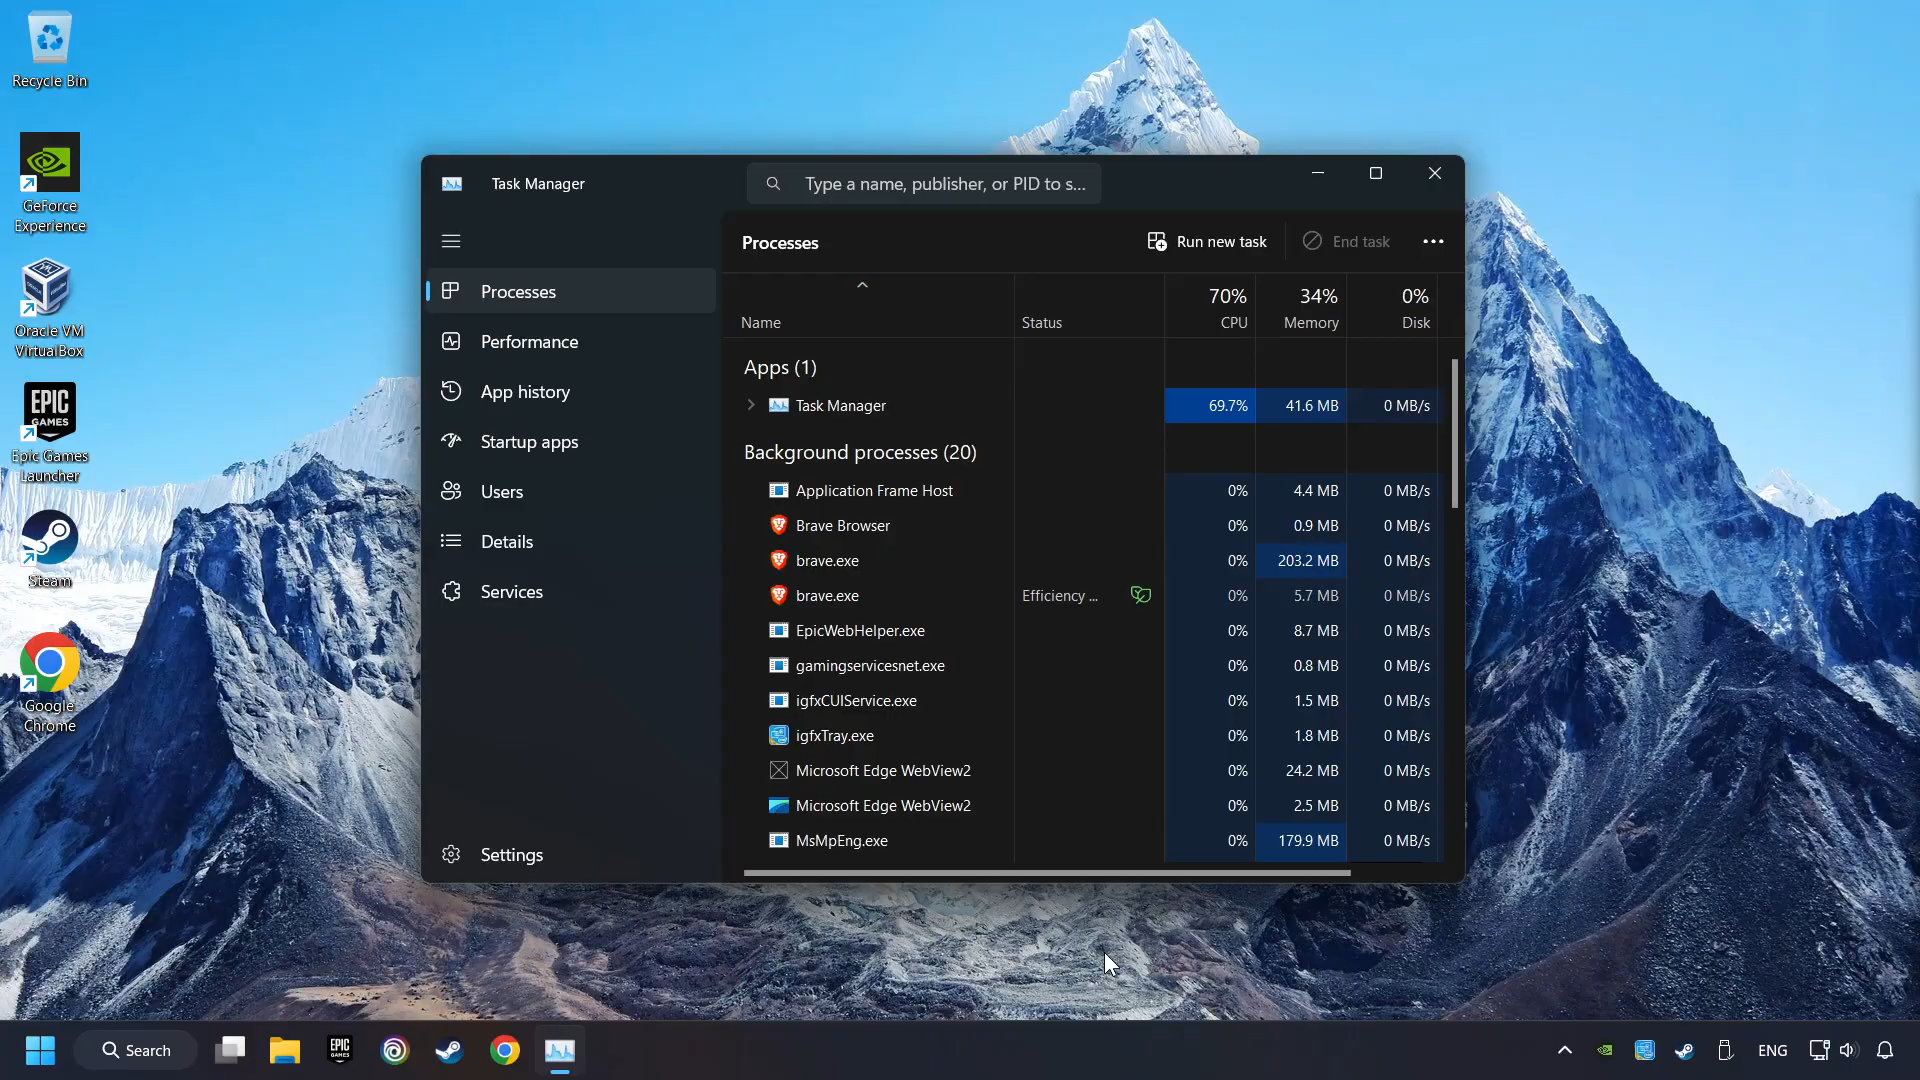 Recycle Bin
GeForce
Experience
Oracle VM
VirtualBox
EPIC
GAMES
Epic Games
Launcher
Steam
Google
Chrome
Task Manager
Type a name, publisher, or PID to s...
Processes
Performance
App history
Startup apps
Users
Details
Services
Settings
Processes
Run new task
End task
Name
Status
70%
CPU
34%
Memory
0%
Disk
Apps (1)
Task Manager 69.7% 41.6 MB 0 MB/s
Background processes (20)
Application Frame Host 0% 4.4 MB 0 MB/s
Brave Browser 0% 0.9 MB 0 MB/s
brave.exe 0% 203.2 MB 0 MB/s
brave.exe Efficiency ... 0% 5.7 MB 0 MB/s
EpicWebHelper.exe 0% 8.7 MB 0 MB/s
gamingservicesnet.exe 0% 0.8 MB 0 MB/s
igfxCUIService.exe 0% 1.5 MB 0 MB/s
igfxTray.exe 0% 1.8 MB 0 MB/s
Microsoft Edge WebView2 0% 24.2 MB 0 MB/s
Microsoft Edge WebView2 0% 2.5 MB 0 MB/s
MsMpEng.exe 0% 179.9 MB 0 MB/s
Search
EPIC
GAMES
ENG